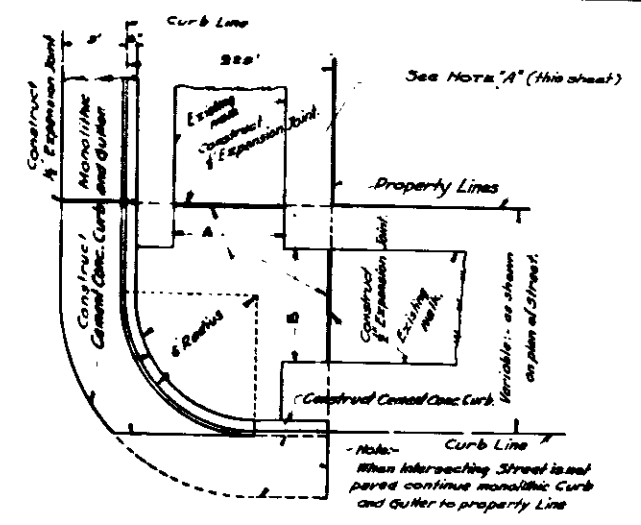 Curb Line
See NOTE "A" (this sheet)
Construct
½" Expansion Joint
Monolithic
Conc. Curb and Gutter
Construct
Cement
Existing
walk
Construct
½" Expansion Joint.
Property Lines
A
B
6' Radius
Construct
½" Expansion Joint.
Existing
Walk.
Variable:- as shown
on plan of Street.
Construct Cement Conc. Curb.
Curb Line
-Note:-
When Intersecting Street is not
paved continue monolithic Curb
and Gutter to property Line